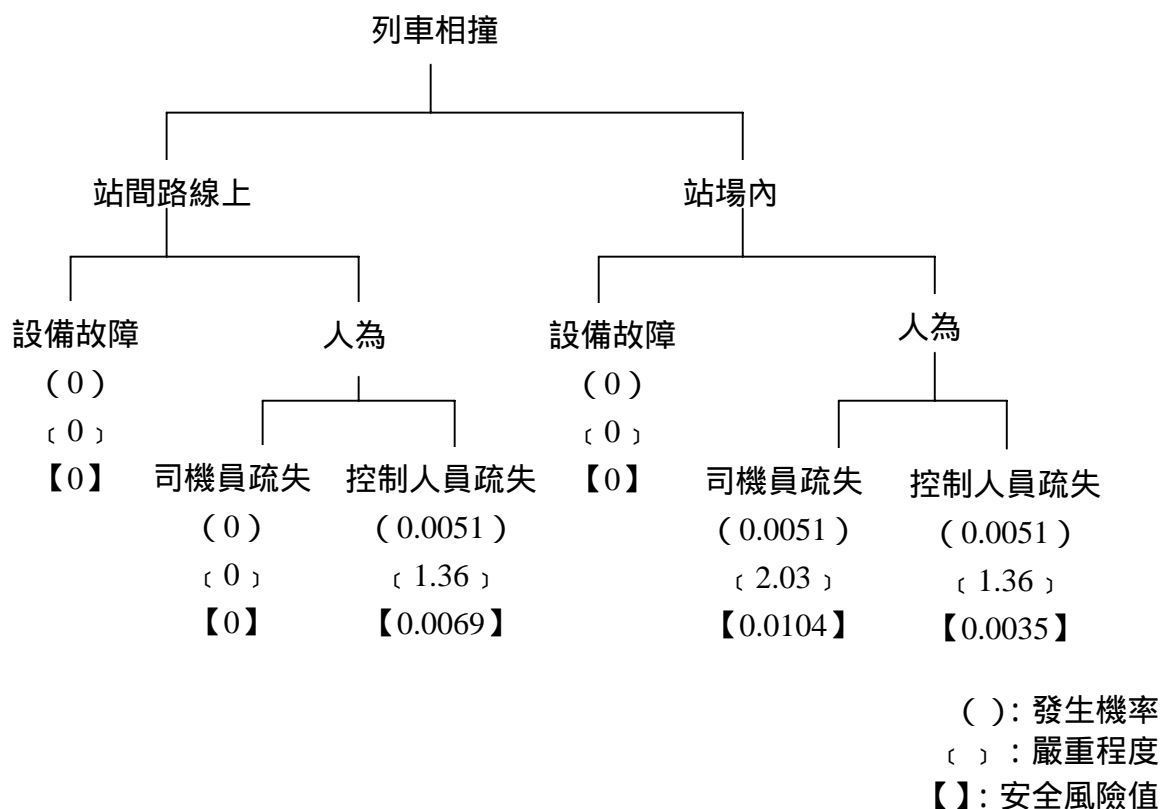 列車相撞
站間路線上 站場內
設備故障 人為 設備故障 人為
（0） （0）
﹝0﹞ ﹝0﹞
【0】 司機員疏失 控制人員疏失 【0】 司機員疏失 控制人員疏失
（0） （0.0051） （0.0051） （0.0051）
﹝0﹞ ﹝1.36﹞ ﹝2.03﹞ ﹝1.36﹞
【0】 【0.0069】 【0.0104】 【0.0035】
（ ）：發生機率
﹝ ﹞：嚴重程度
【】：安全風險值